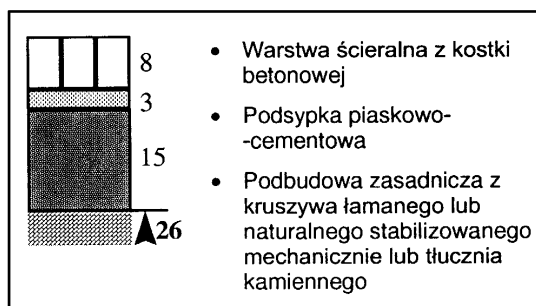 8
3
15
26
• Warstwa ścieralna z kostki
betonowej
• Podsypka piaskowo-
-cementowa
• Podbudowa zasadnicza z
kruszywa łamanego lub
naturalnego stabilizowanego
mechanicznie lub tłucznia
kamiennego